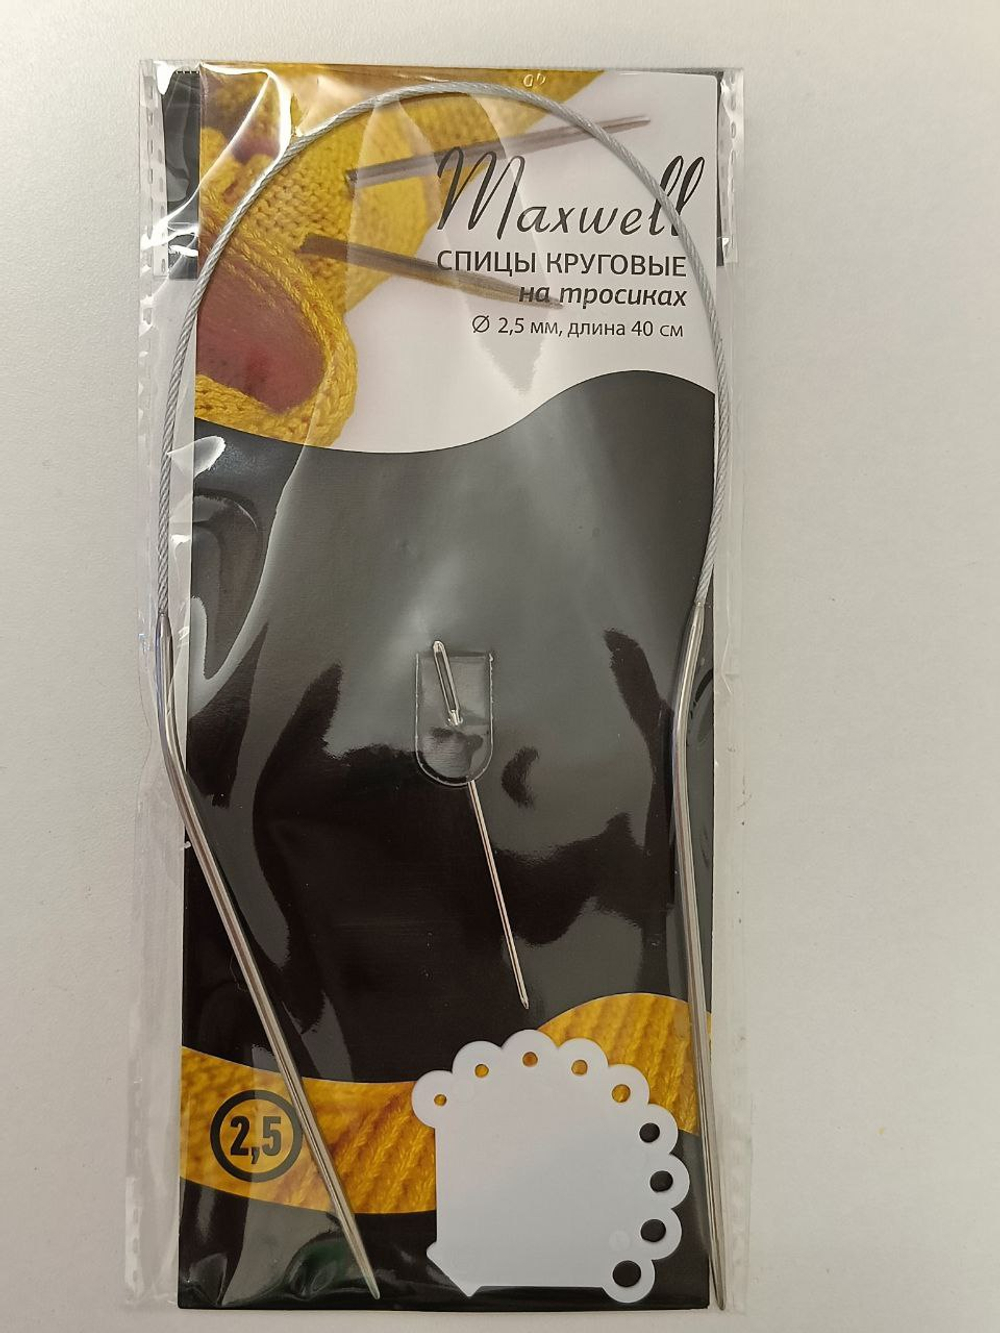 Maxwell
СПИЦЫ КРУГОВЫЕ
на тросиках
Ø 2,5 мм, длина 40 см
2,5